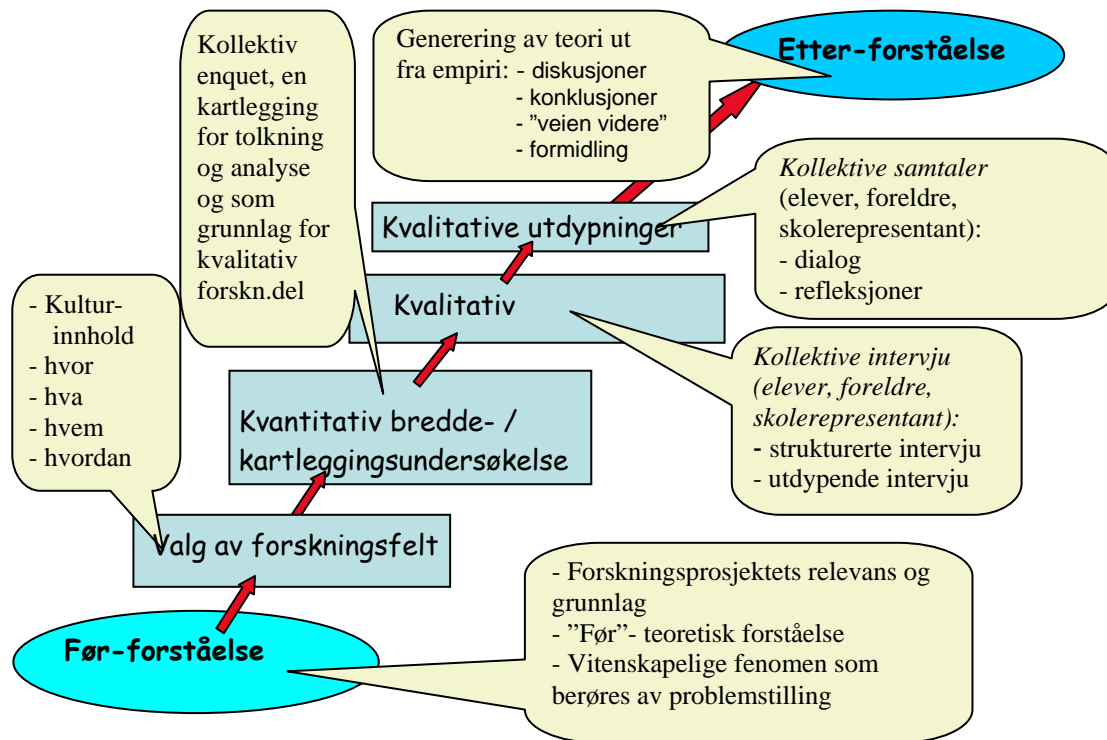 Kollektiv
enquet, en
kartlegging
for tolkning
og analyse
og som
grunnlag for
kvalitativ
forskn.del
Generering av teori ut
fra empiri: - diskusjoner
- konklusjoner
- ”veien videre”
- formidling
Etter-forståelse
Kollektive samtaler
(elever, foreldre,
skolerepresentant):
- dialog
- refleksjoner
Kvalitative utdypninger
Kvalitativ
- Kultur-
innhold
- hvor
- hva
- hvem
- hvordan
Kollektive intervju
(elever, foreldre,
skolerepresentant):
- strukturerte intervju
- utdypende intervju
Kvantitativ bredde- /
kartleggingsundersøkelse
Valg av forskningsfelt
- Forskningsprosjektets relevans og
grunnlag
- ”Før”- teoretisk forståelse
- Vitenskapelige fenomen som
berøres av problemstilling
Før-forståelse